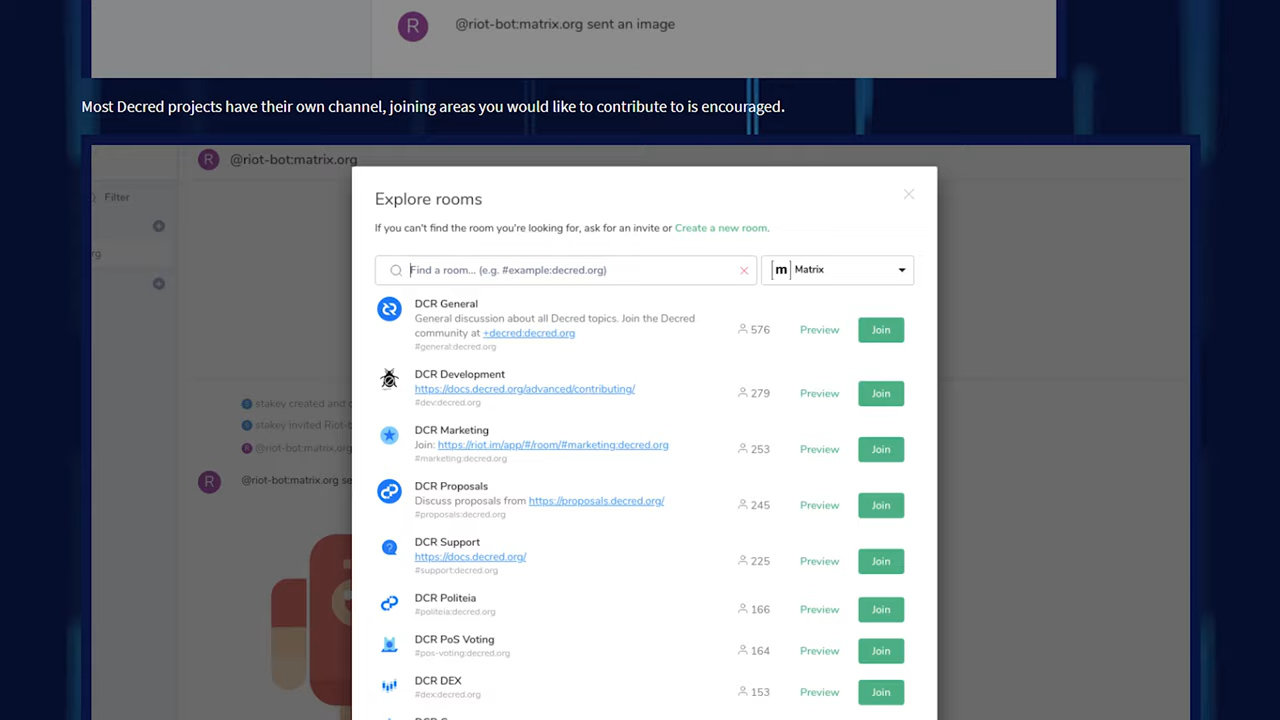 R
@riot-bot:matrix.org sent an image
Most Decred projects have their own channel, joining areas you would like to contribute to is encouraged.
R @riot-bot:matrix.org
Filter
Explore rooms
If you can't find the room you're looking for, ask for an invite or Create a new room.
Find a room... (e.g. #example:decred.org)
[m] Matrix
DCR General
General discussion about all Decred topics. Join the Decred
community at +decred:decred.org
#general:decred.org
576 Preview Join
DCR Development
https://docs.decred.org/advanced/contributing/
#dev:decred.org
279 Preview Join
DCR Marketing
Join: https://riot.im/app/#/room/#marketing:decred.org
#marketing:decred.org
253 Preview Join
DCR Proposals
Discuss proposals from https://proposals.decred.org/
#proposals:decred.org
245 Preview Join
DCR Support
https://docs.decred.org/
#support:decred.org
225 Preview Join
DCR Politeia
#politeia:decred.org
166 Preview Join
DCR PoS Voting
#pos-voting:decred.org
164 Preview Join
DCR DEX
#dex:decred.org
153 Preview Join
rg
stakey created and c
stakey invited Riot-b
@riot-bot:matrix.org
R
@riot-bot:matrix.org se